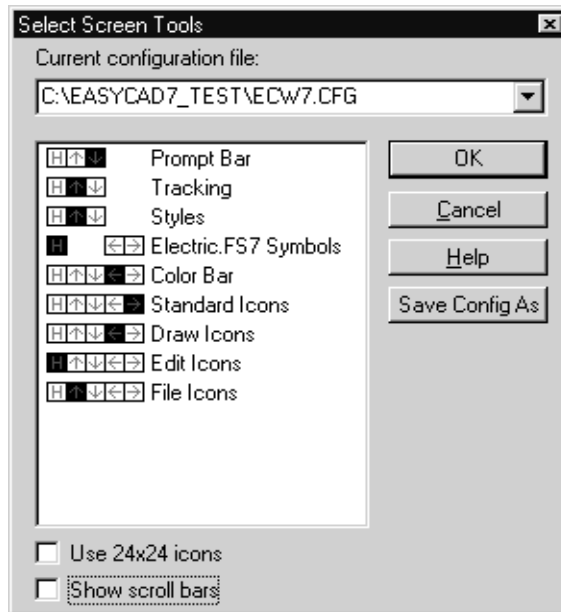 Select Screen Tools
Current configuration file:
C:\EASYCAD7_TEST\ECW7.CFG
H↑↓ Prompt Bar
H↑↓ Tracking
H↑↓ Styles
H ←→ Electric.FS7 Symbols
H↑↓←→ Color Bar
H↑↓←→ Standard Icons
H↑↓←→ Draw Icons
H↑↓←→ Edit Icons
H↑↓←→ File Icons
OK
Cancel
Help
Save Config As
Use 24x24 icons
Show scroll bars